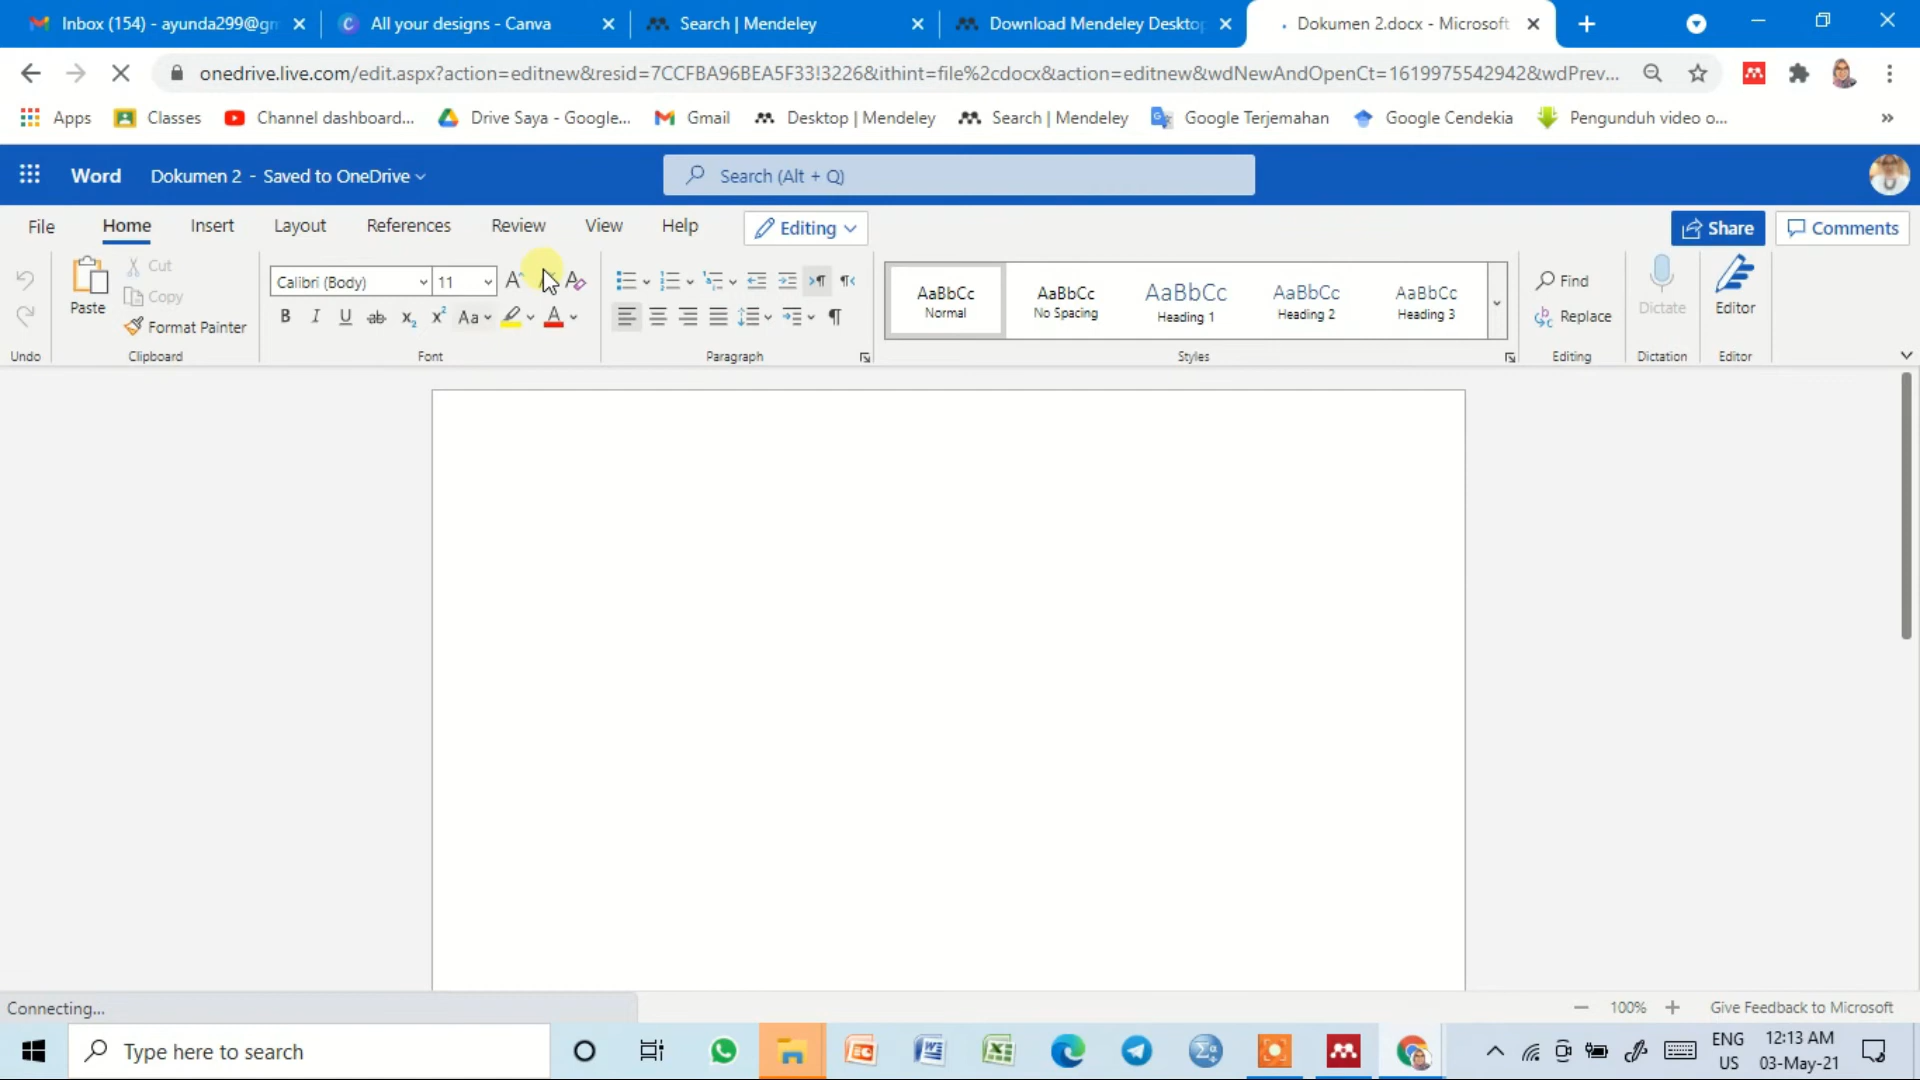 Inbox (154) - ayunda299@gm
All your designs - Canva
Search | Mendeley
Download Mendeley Desktop
Dokumen 2.docx - Microsoft
onedrive.live.com/edit.aspx?action=editnew&resid=7CCFBA96BEA5F33!3226&ithint=file%2cdocx&action=editnew&wdNewAndOpenCt=1619975542942&wdPrev...
Apps
Classes
Channel dashboard...
Drive Saya - Google...
Gmail
Desktop | Mendeley
Search | Mendeley
Google Terjemahan
Google Cendekia
Pengunduh video o...
»
Word
Dokumen 2 - Saved to OneDrive
Search (Alt + Q)
File
Home
Insert
Layout
References
Review
View
Help
Editing
Share
Comments
Paste
Cut
Copy
Format Painter
Calibri (Body)
11
AaBbCc
Normal
AaBbCc
No Spacing
AaBbCc
Heading 1
AaBbCc
Heading 2
AaBbCc
Heading 3
Find
Replace
Dictate
Editor
Undo
Clipboard
Font
Paragraph
Styles
Editing
Dictation
Editor
Connecting...
100%
Give Feedback to Microsoft
Type here to search
ENG
US
12:13 AM
03-May-21